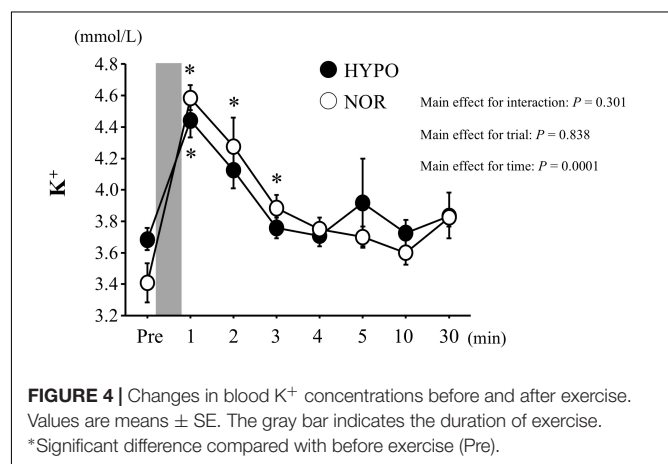 (mmol/L)
4.8
4.6
4.4
4.2
4.0
3.8
3.6
3.4
3.2
K+
* * *
*
HYPO
NOR
Main effect for interaction: P = 0.301
Main effect for trial: P = 0.838
Main effect for time: P = 0.0001
Pre 1 2 3 4 5 10 30 (min)
FIGURE 4 | Changes in blood K+ concentrations before and after exercise.
Values are means ± SE. The gray bar indicates the duration of exercise.
*Significant difference compared with before exercise (Pre).